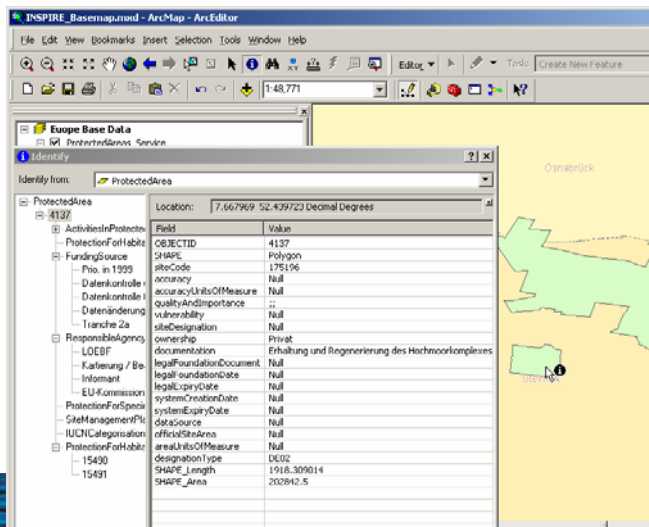 INSPIRE_Basemap.mxd - ArcMap - ArcEditor
File Edit View Bookmarks Insert Selection Tools Window Help
Editor Task: Create New Feature
1:48,771
Euope Base Data
ProtectedAreas_Service
Identify
Identify from: ProtectedArea
ProtectedArea
4137
ActivitiesInProtecte
ProtectionForHabita
FundingSource
Prio. in 1999
Datenkontrolle
Datenkontrolle
Datenänderung
Tranche 2a
ResponsibleAgency
LOEBF
Kartierung / Be
Informant
EU-Kommission
ProtectionForSpeci
SiteManagementPl
IUCNCategorisation
ProtectionForHabita
15490
15491
Location: 7.667969 52.439723 Decimal Degrees
Field Value
OBJECTID 4137
SHAPE Polygon
siteCode 175196
accuracy Null
accuracyUnitsOfMeasure Null
qualityAndImportance ;;
vulnerability Null
siteDesignation Null
ownership Privat
documentation Erhaltung und Regenerierung des Hochmoorkomplexes
legalFoundationDocument Null
legalFoundationDate Null
legalExpiryDate Null
systemCreationDate Null
systemExpiryDate Null
dataSource Null
officialSiteArea Null
areaUnitsOfMeasure Null
designationType DE02
SHAPE_Length 1918.309014
SHAPE_Area 202842.5
Osnabrück